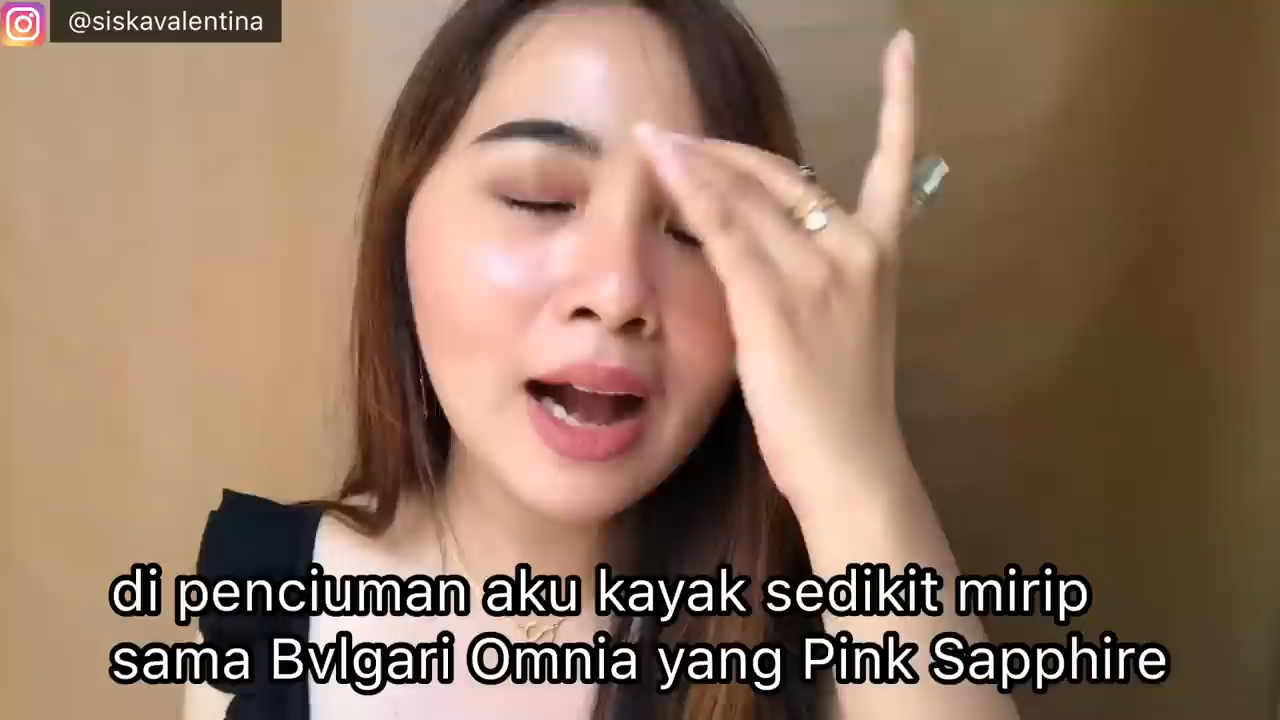 @siskavalentina
di penciuman aku kayak sedikit mirip
sama Bvlgari Omnia yang Pink Sapphire